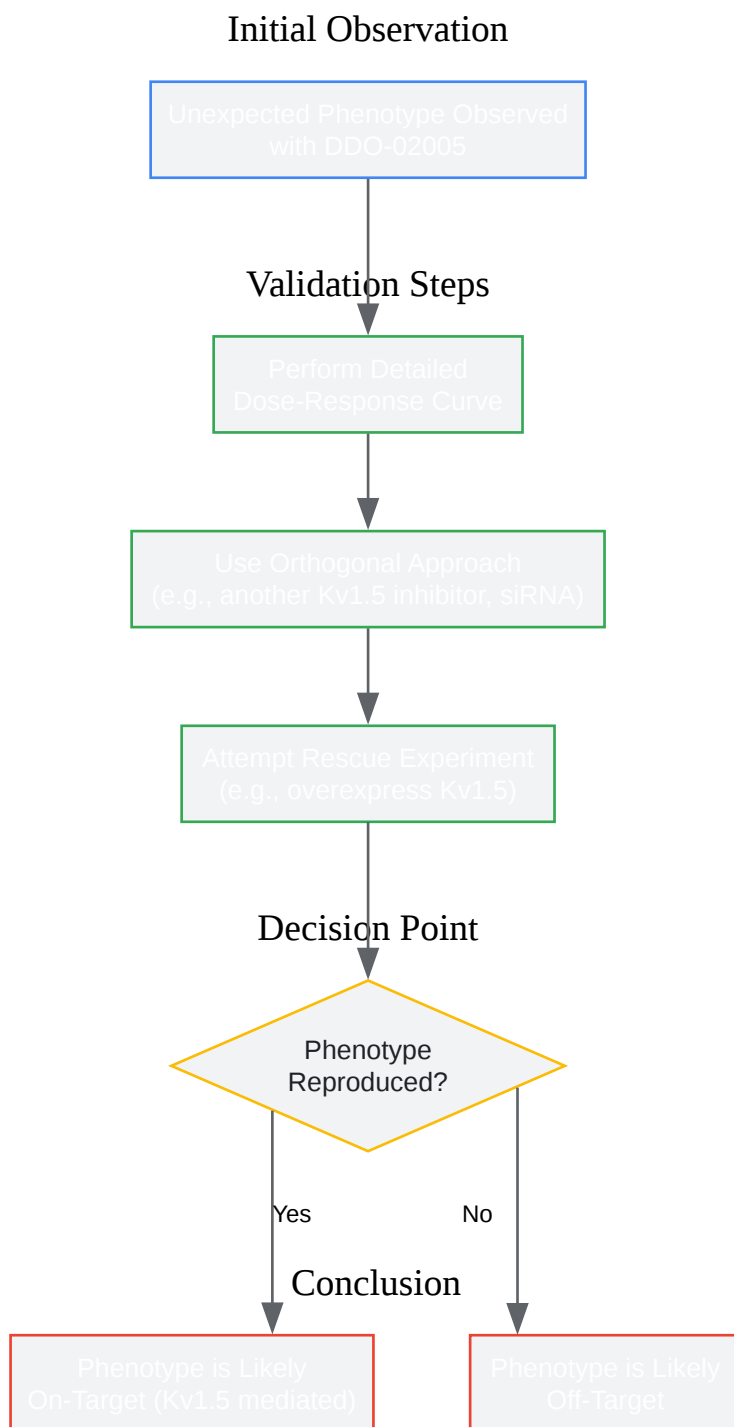 Initial Observation
Unexpected Phenotype Observed
with DDO-02005
Validation Steps
Perform Detailed
Dose-Response Curve
Use Orthogonal Approach
(e.g., another Kv1.5 inhibitor, siRNA)
Attempt Rescue Experiment
(e.g., overexpress Kv1.5)
Decision Point
Phenotype
Reproduced?
Yes
No
Conclusion
Phenotype is Likely
On-Target (Kv1.5 mediated)
Phenotype is Likely
Off-Target